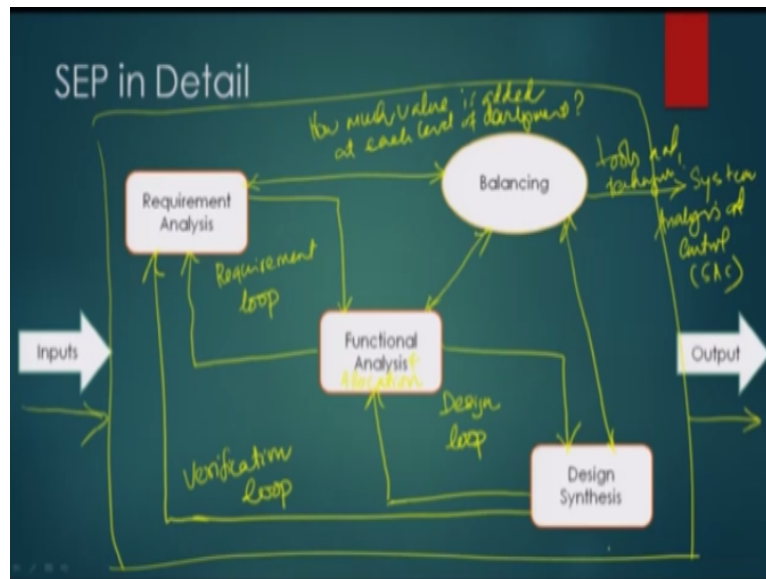 SEP in Detail
How much value is added
at each level of development?
Requirement
Analysis
Balancing
tools and
techniques
System
Analysis and
Control
(SAC)
Requirement
loop
Inputs
Functional
Analysis +
Allocation
Output
Design
loop
Verification
loop
Design
Synthesis